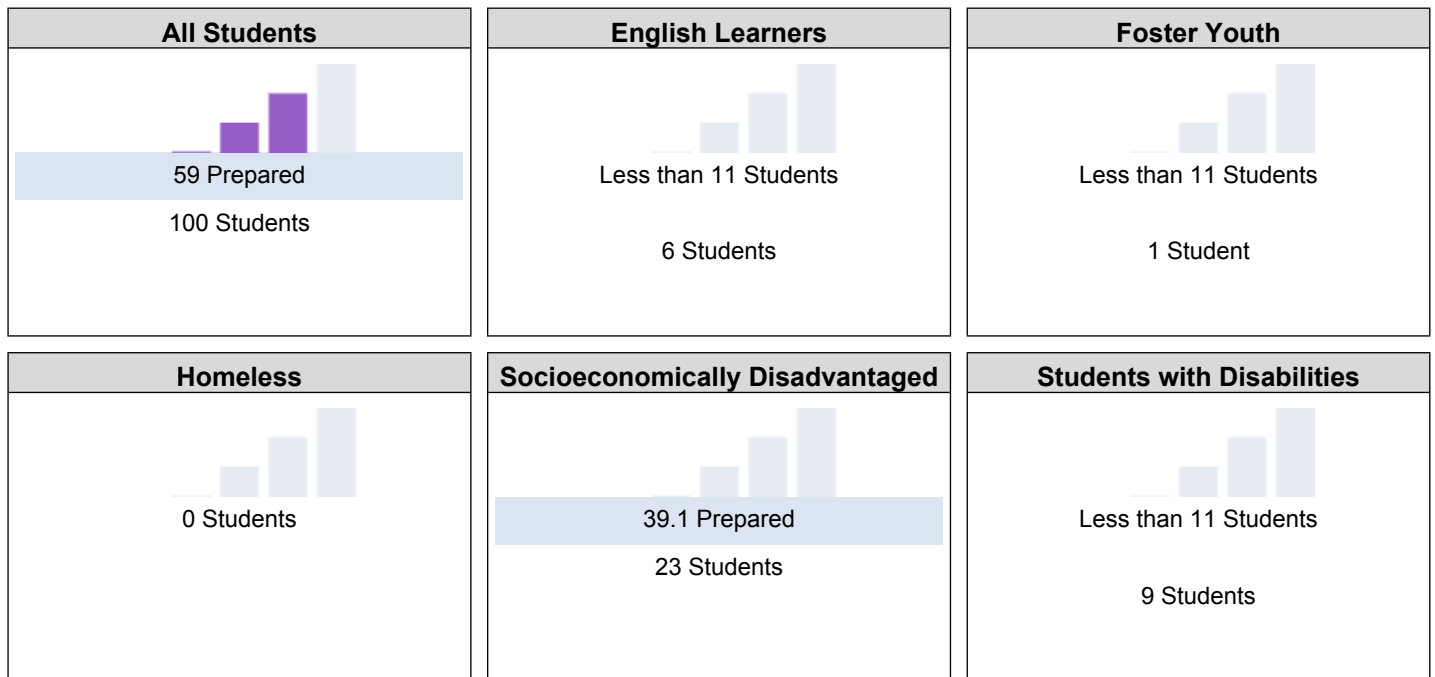 All Students
59 Prepared
100 Students
English Learners
Less than 11 Students
6 Students
Foster Youth
Less than 11 Students
1 Student
Homeless
0 Students
Socioeconomically Disadvantaged
39.1 Prepared
23 Students
Students with Disabilities
Less than 11 Students
9 Students